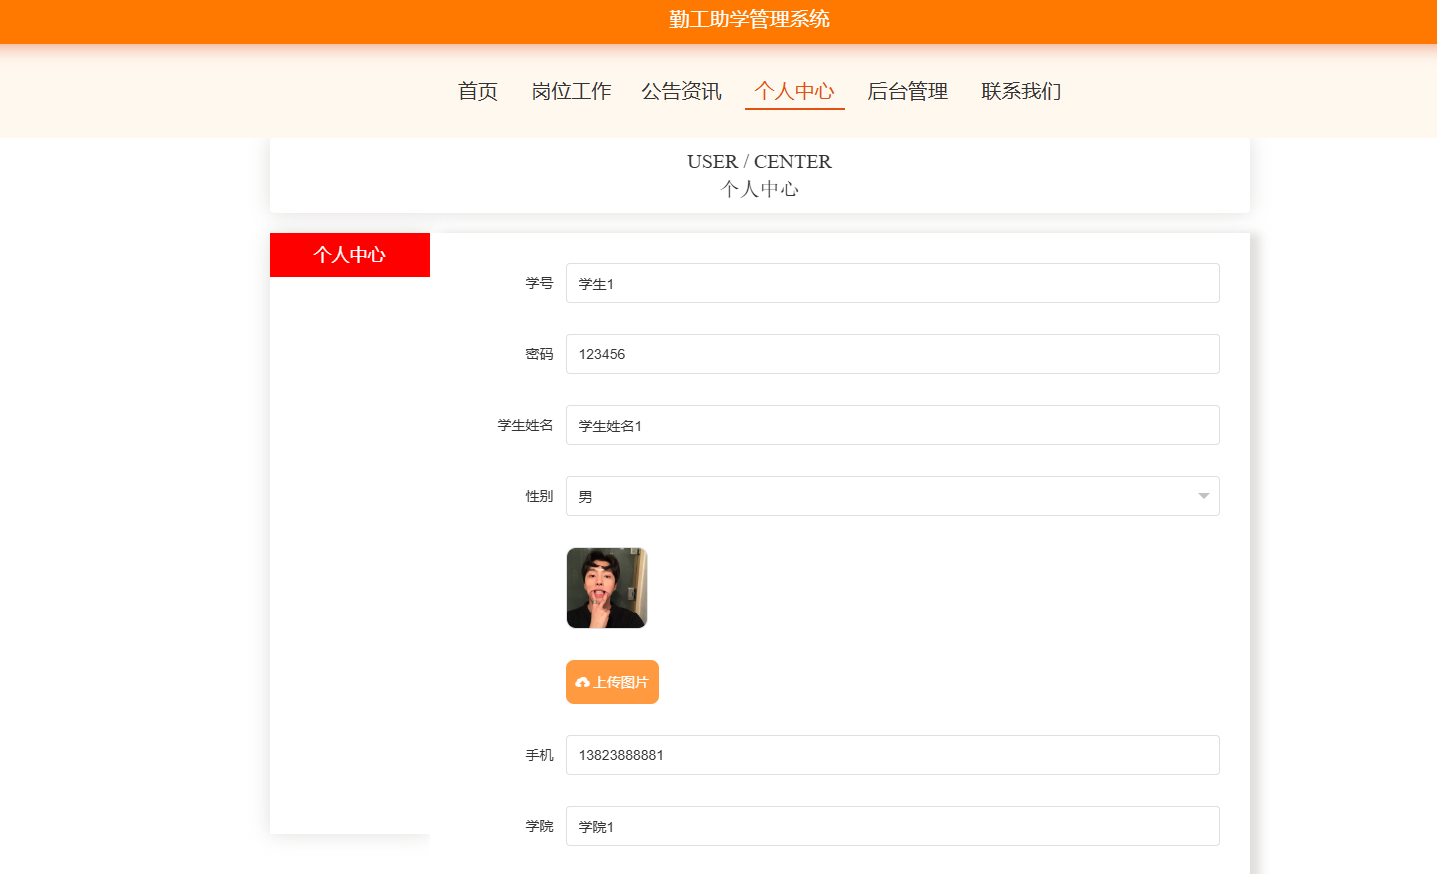 勤工助学管理系统
首页 岗位工作 公告资讯 个人中心 后台管理 联系我们
USER / CENTER
个人中心
个人中心
学号 学生1
密码 123456
学生姓名 学生姓名1
性别 男
上传图片
手机 13823888881
学院 学院1